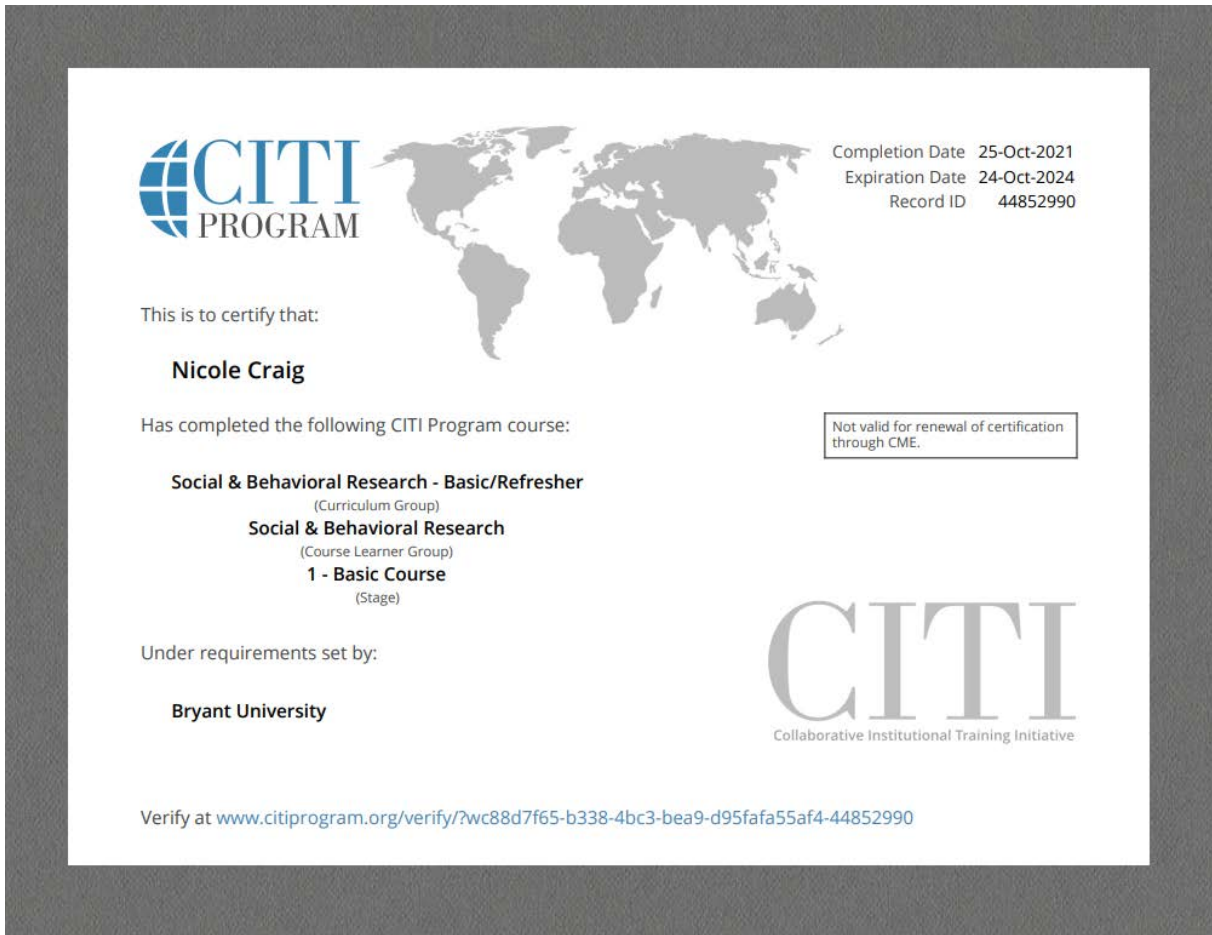 CITI
PROGRAM
Completion Date 25-Oct-2021
Expiration Date 24-Oct-2024
Record ID 44852990
This is to certify that:
Nicole Craig
Has completed the following CITI Program course:
Not valid for renewal of certification
through CME.
Social & Behavioral Research - Basic/Refresher
(Curriculum Group)
Social & Behavioral Research
(Course Learner Group)
1 - Basic Course
(Stage)
Under requirements set by:
Bryant University
CITI
Collaborative Institutional Training Initiative
Verify at www.citiprogram.org/verify/?wc88d7f65-b338-4bc3-bea9-d95fafa55af4-44852990